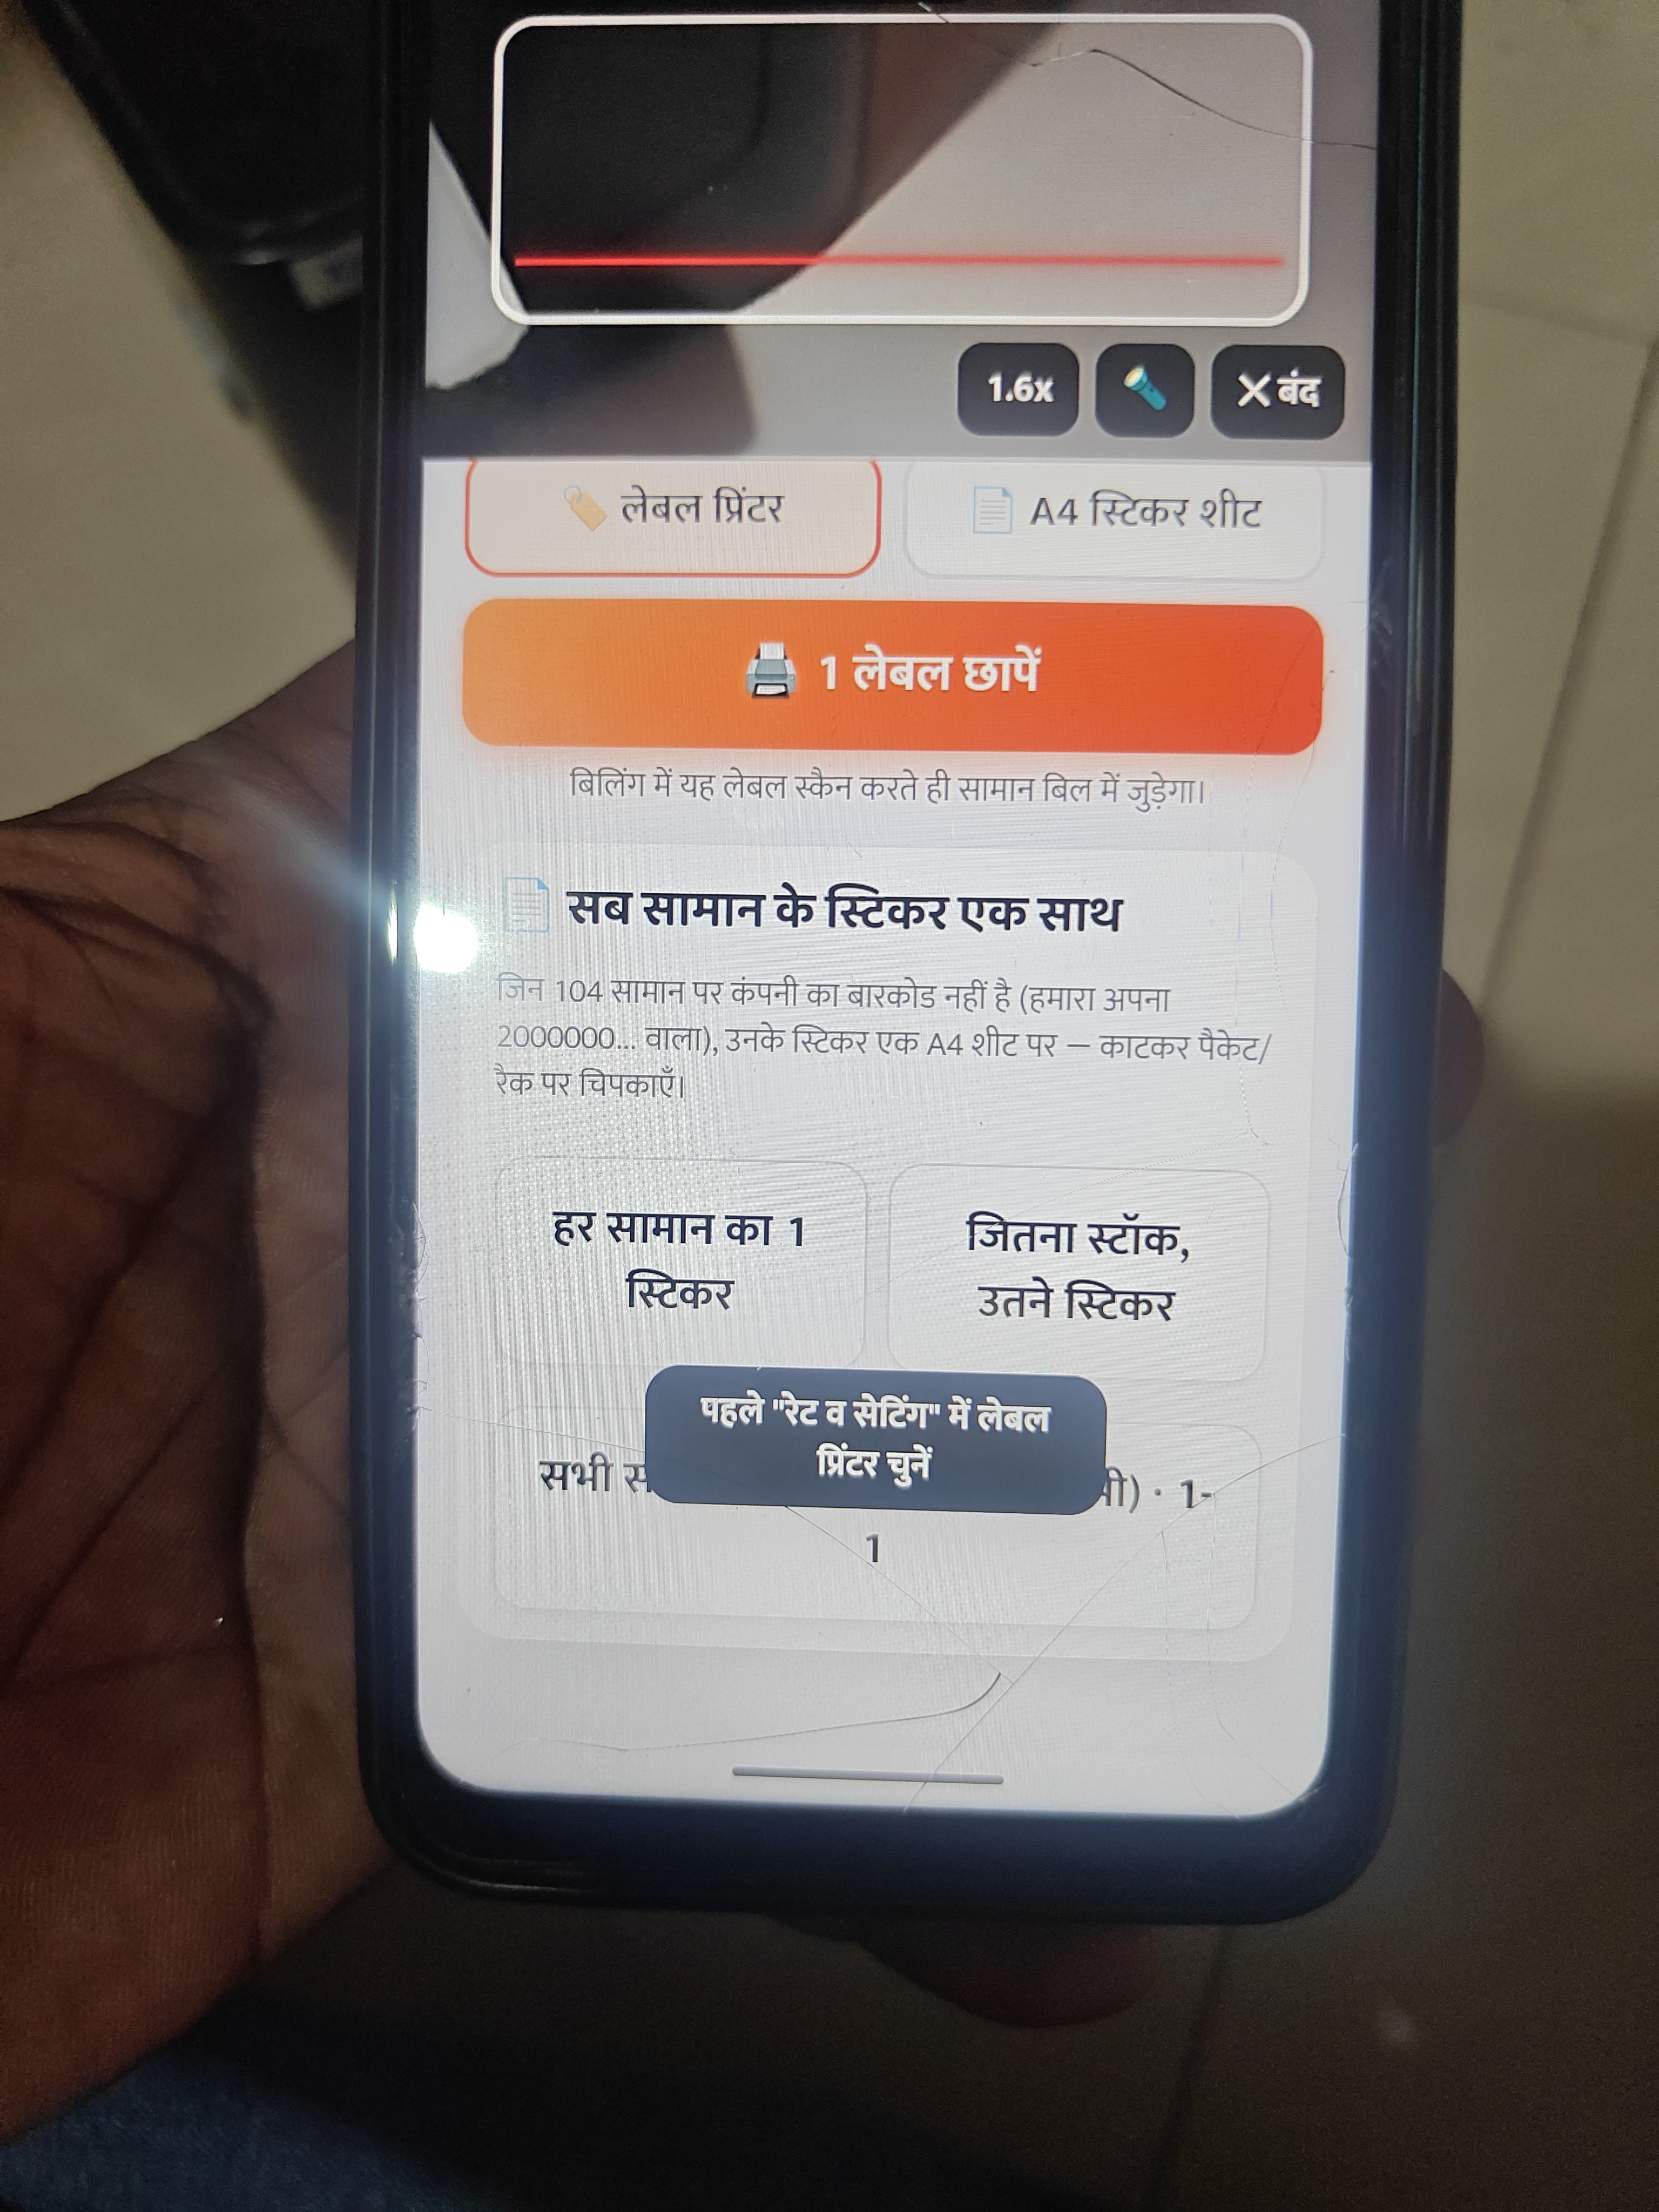 1.6x
✕ बंद
लेबल प्रिंटर
A4 स्टिकर शीट
1 लेबल छापें
बिलिंग में यह लेबल स्कैन करते ही सामान बिल में जुड़ेगा।
सब सामान के स्टिकर एक साथ
जिन 104 सामान पर कंपनी का बारकोड नहीं है (हमारा अपना
2000000... वाला), उनके स्टिकर एक A4 शीट पर — काटकर पैकेट/
रैक पर चिपकाएँ।
हर सामान का 1
स्टिकर
जितना स्टॉक,
उतने स्टिकर
पहले "रेट व सेटिंग" में लेबल
प्रिंटर चुनें
सभी
1-
1